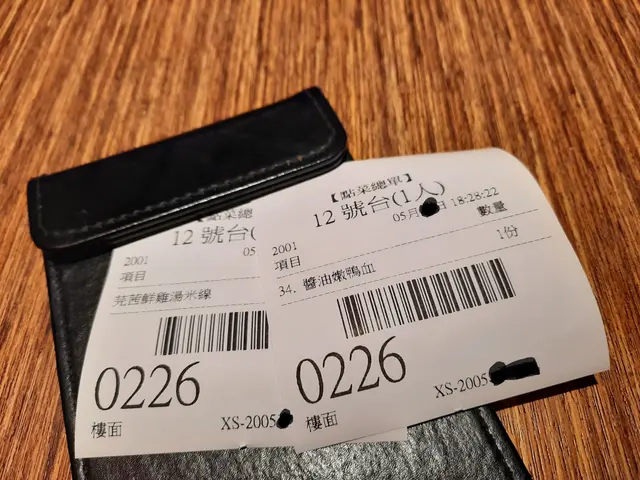 【點菜總
12 號台(
2001
05
項目
芫茜鮮雞湯米線
0226
樓面
XS-2005
【點菜總單】
12 號台(1人)
2001
05月 日 18:28:22
項目
數量
34. 醬油嫩鴨血
1份
0226
樓面
XS-2005